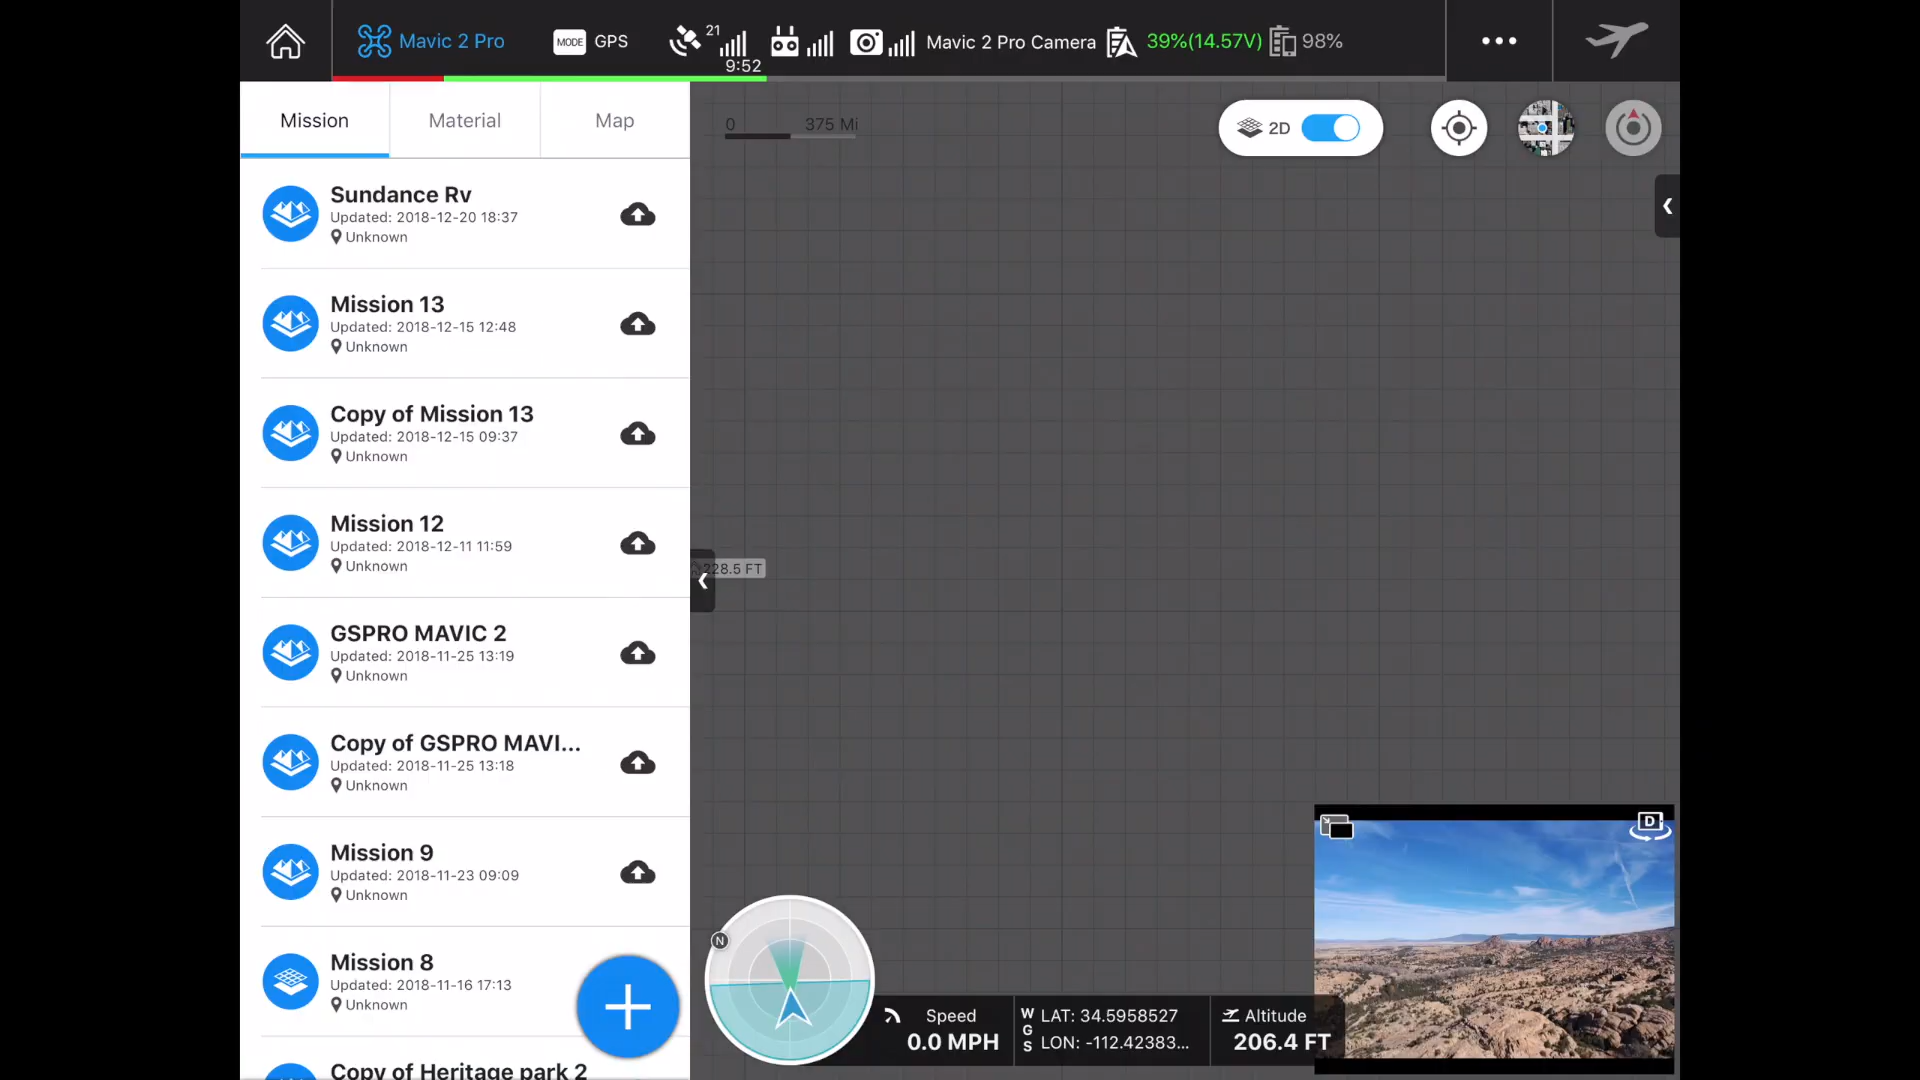 Mavic 2 Pro
MODE GPS
21
9:52
Mavic 2 Pro Camera
39%(14.57V)
98%
Mission
Material
Map
0 375 Mi
2D
Sundance Rv
Updated: 2018-12-20 18:37
Unknown
Mission 13
Updated: 2018-12-15 12:48
Unknown
Copy of Mission 13
Updated: 2018-12-15 09:37
Unknown
Mission 12
Updated: 2018-12-11 11:59
Unknown
228.5 FT
GSPRO MAVIC 2
Updated: 2018-11-25 13:19
Unknown
Copy of GSPRO MAVI...
Updated: 2018-11-25 13:18
Unknown
Mission 9
Updated: 2018-11-23 09:09
Unknown
Mission 8
Updated: 2018-11-16 17:13
Unknown
Copy of Heritage park 2
N
Speed
0.0 MPH
WGS
LAT: 34.5958527
LON: -112.42383...
Altitude
206.4 FT
D